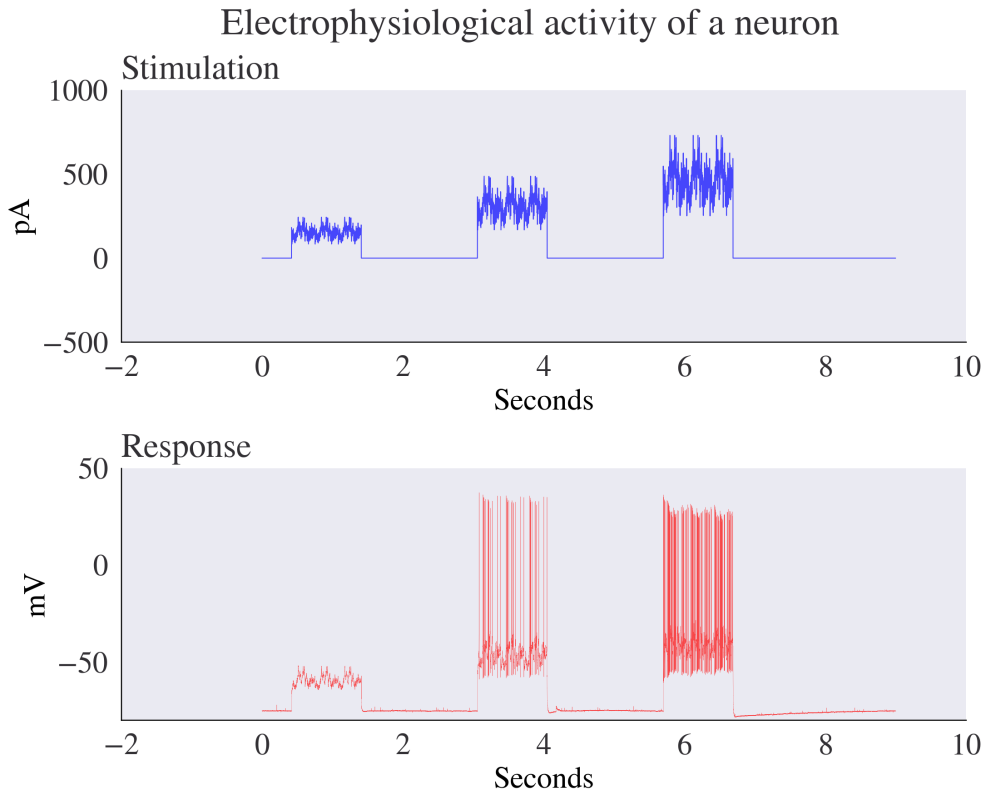 Electrophysiological activity of a neuron
Stimulation
1000
500
0
−500
pA
−2 0 2 4 6 8 10
Seconds
Response
50
0
−50
mV
−2 0 2 4 6 8 10
Seconds